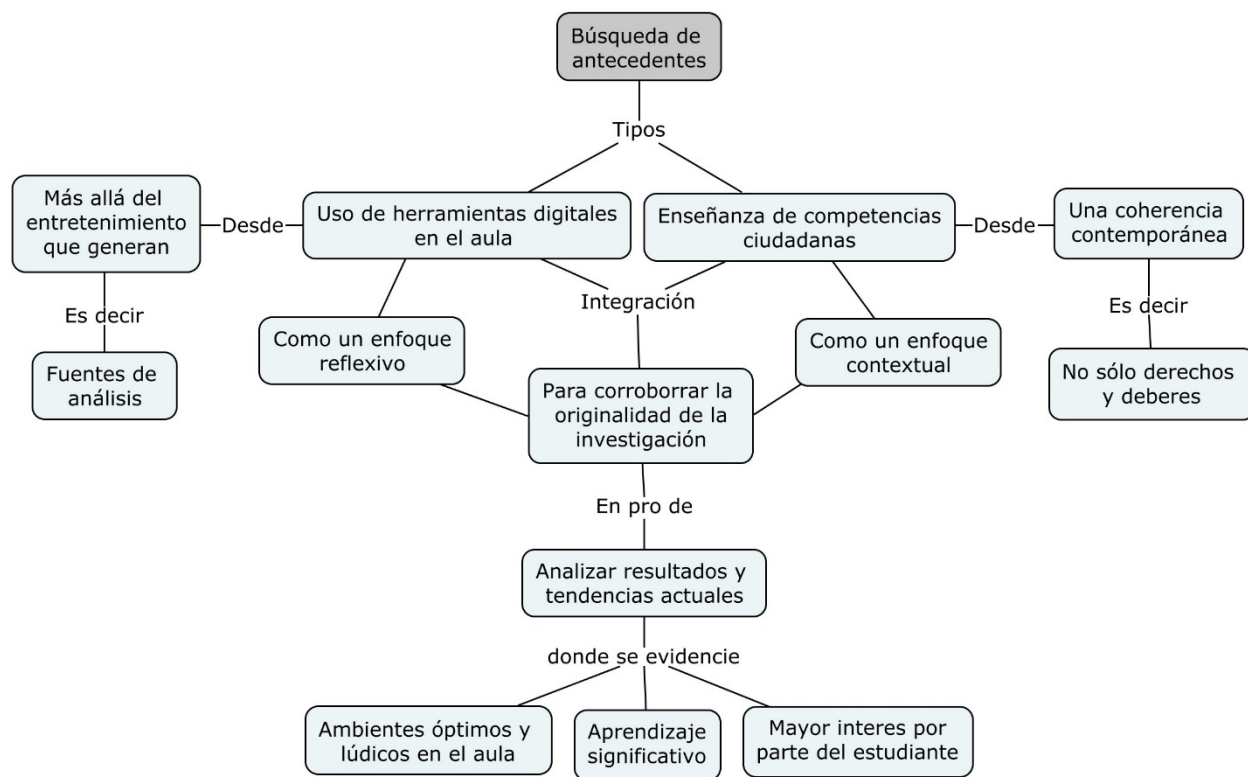 Búsqueda de
antecedentes
Tipos
Más allá del
entretenimiento
que generan
Desde
Uso de herramientas digitales
en el aula
Enseñanza de competencias
ciudadanas
Desde
Una coherencia
contemporánea
Es decir
Integración
Es decir
Como un enfoque
reflexivo
Como un enfoque
contextual
Fuentes de
análisis
Para corroborrar la
originalidad de la
investigación
No sólo derechos
y deberes
En pro de
Analizar resultados y
tendencias actuales
donde se evidencie
Ambientes óptimos y
lúdicos en el aula
Aprendizaje
significativo
Mayor interes por
parte del estudiante